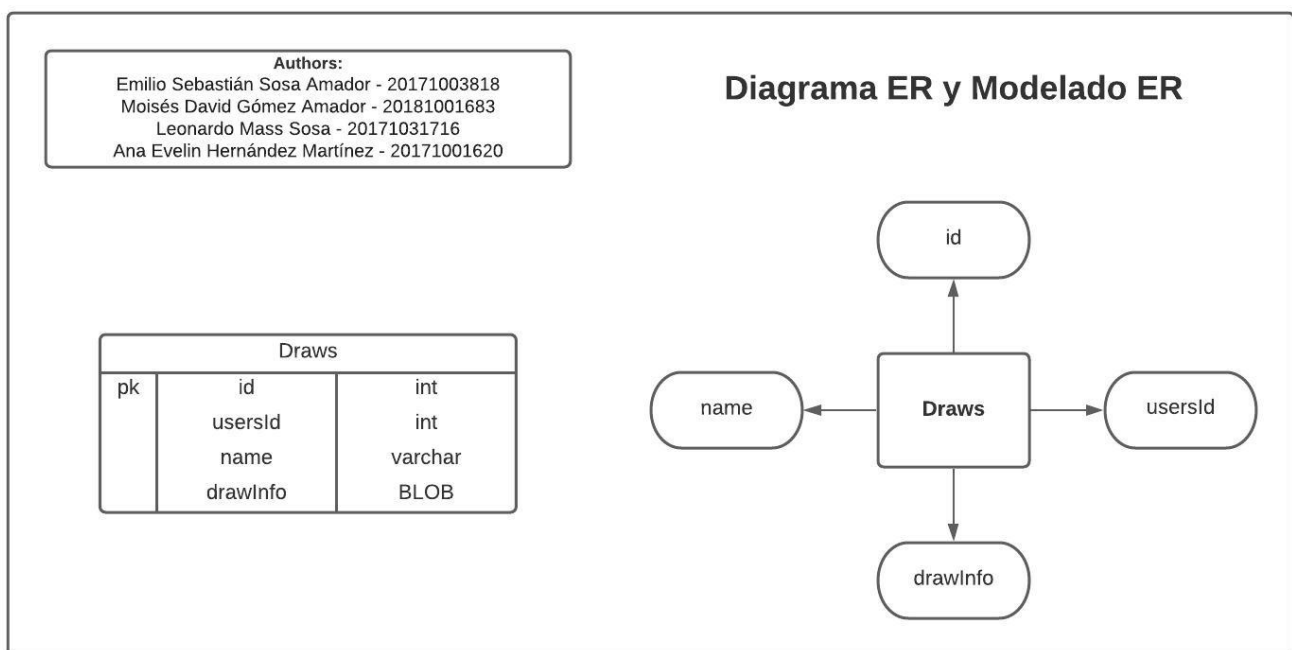 Authors:
Emilio Sebastián Sosa Amador - 20171003818
Moisés David Gómez Amador - 20181001683
Leonardo Mass Sosa - 20171031716
Ana Evelin Hernández Martínez - 20171001620
Diagrama ER y Modelado ER
Draws
pk id int
usersId int
name varchar
drawInfo BLOB
id
name
Draws
usersId
drawInfo